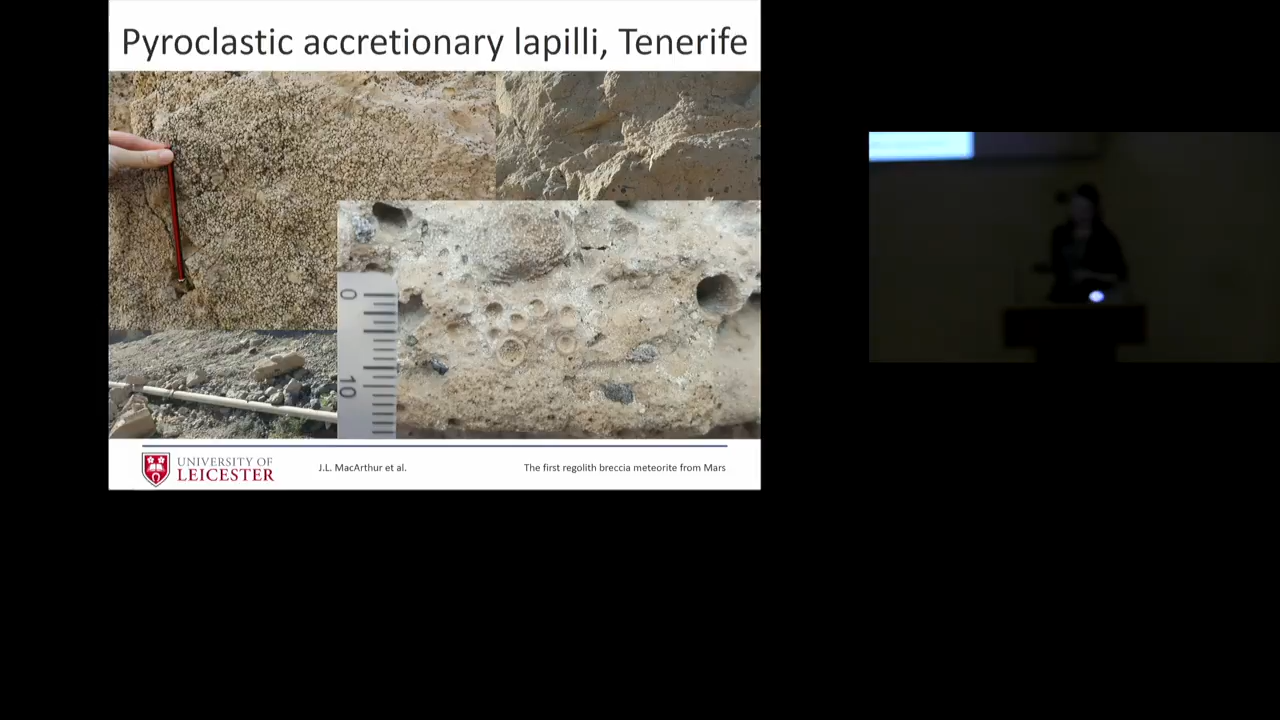 Pyroclastic accretionary lapilli, Tenerife
0
10
UNIVERSITY OF
LEICESTER
J.L. MacArthur et al.
The first regolith breccia meteorite from Mars